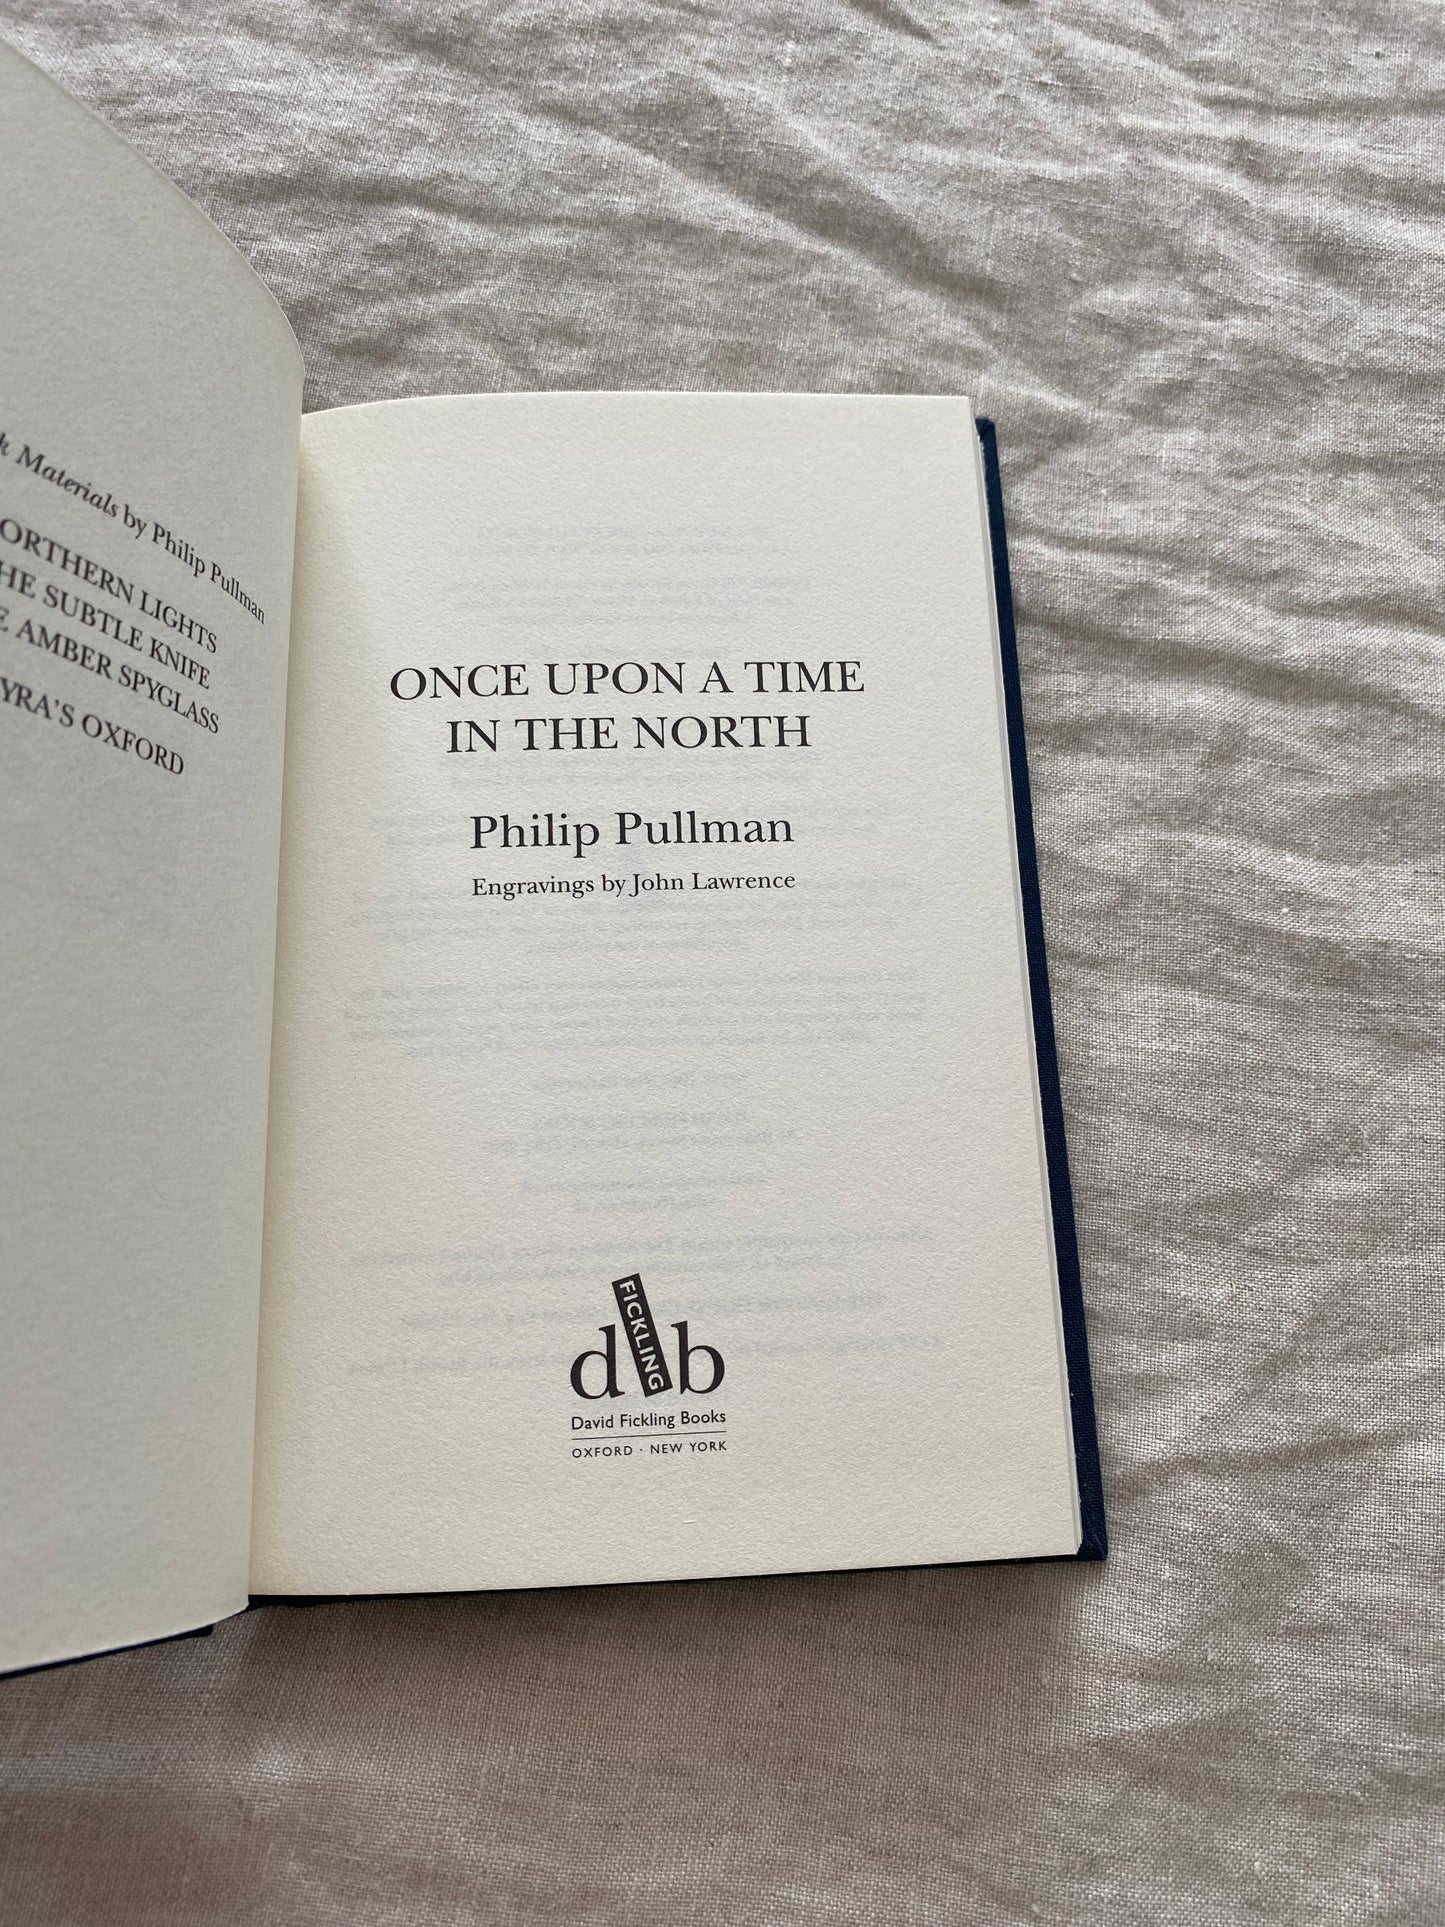 Materials by Philip Pullman
ORTHERN LIGHTS
HE SUBTLE KNIFE
E AMBER SPYGLASS
YRA'S OXFORD
ONCE UPON A TIME
IN THE NORTH
Philip Pullman
Engravings by John Lawrence
d FICKLING b
David Fickling Books
OXFORD · NEW YORK